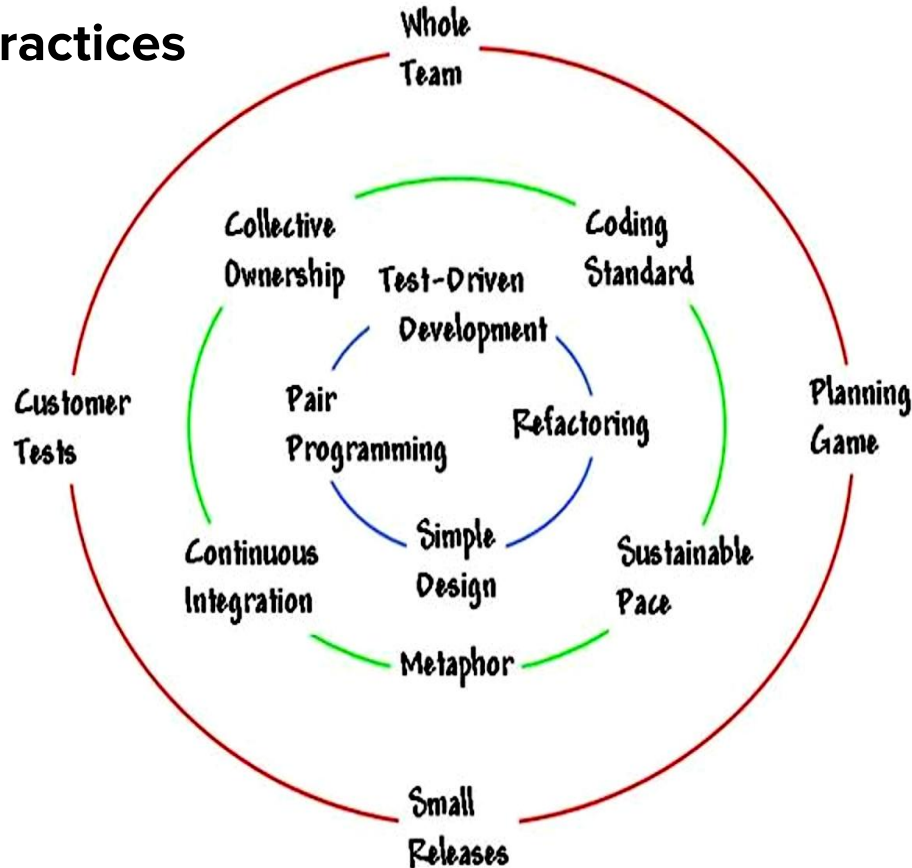 ractices
Whole
Team
Collective
Ownership
Coding
Standard
Test-Driven
Development
Customer
Tests
Pair
Programming
Refactoring
Planning
Game
Continuous
Integration
Simple
Design
Sustainable
Pace
Metaphor
Small
Releases